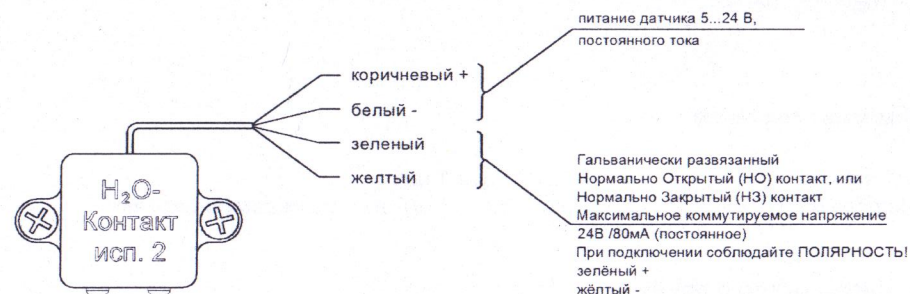 питание датчика 5...24 В,
постоянного тока
коричневый +
белый -
зеленый
желтый
H₂O-
Контакт
исп. 2
Гальванически развязанный
Нормально Открытый (НО) контакт, или
Нормально Закрытый (НЗ) контакт
Максимальное коммутируемое напряжение
24В /80мА (постоянное)
При подключении соблюдайте ПОЛЯРНОСТЬ!
зелёный +
жёлтый -